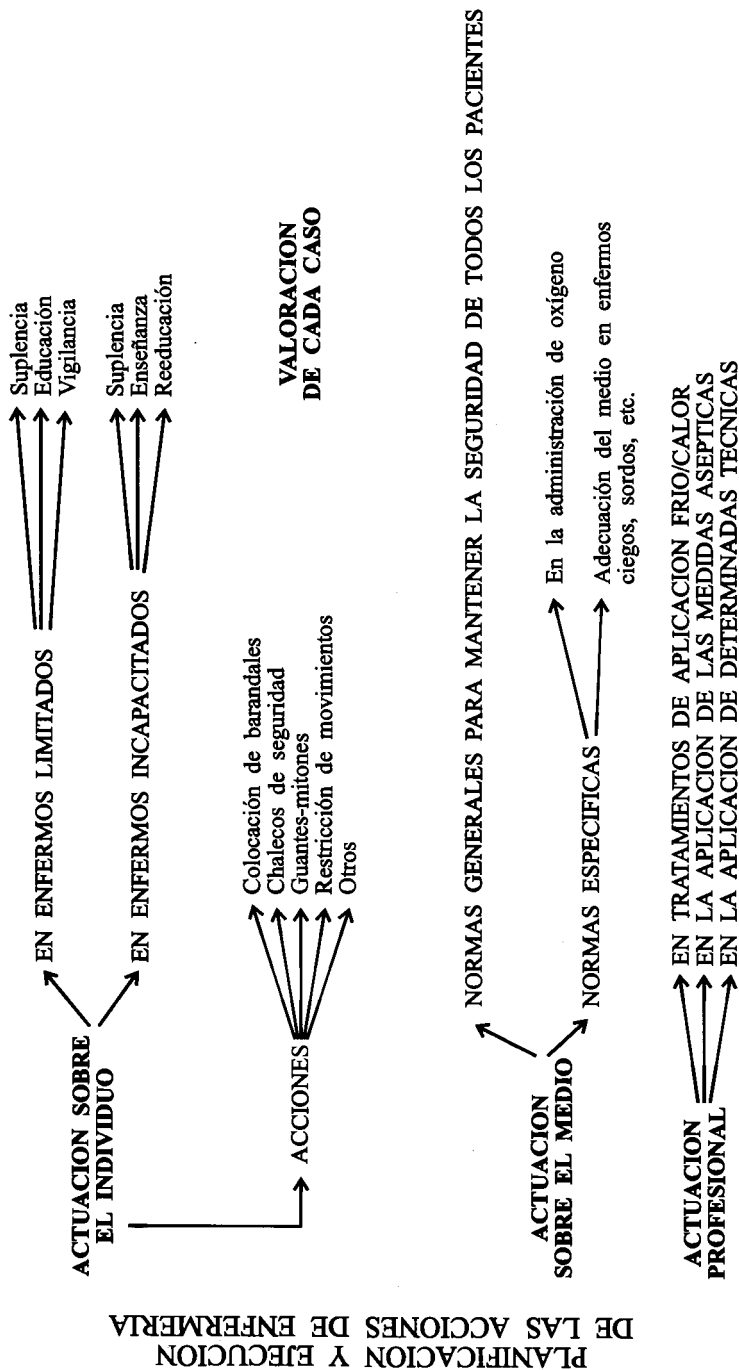 PLANIFICACION Y EJECUCION
DE LAS ACCIONES DE ENFERMERIA
ACTUACION SOBRE
EL INDIVIDUO
EN ENFERMOS LIMITADOS
Suplencia
Educación
Vigilancia
EN ENFERMOS INCAPACITADOS
Suplencia
Enseñanza
Reeducación
ACCIONES
Colocación de barandales
Chalecos de seguridad
Guantes-mitones
Restricción de movimientos
Otros
VALORACION
DE CADA CASO
ACTUACION
SOBRE EL MEDIO
NORMAS GENERALES PARA MANTENER LA SEGURIDAD DE TODOS LOS PACIENTES
NORMAS ESPECIFICAS
En la administración de oxígeno
Adecuación del medio en enfermos
ciegos, sordos, etc.
ACTUACION
PROFESIONAL
EN TRATAMIENTOS DE APLICACION FRIO/CALOR
EN LA APLICACION DE LAS MEDIDAS ASEPTICAS
EN LA APLICACION DE DETERMINADAS TECNICAS